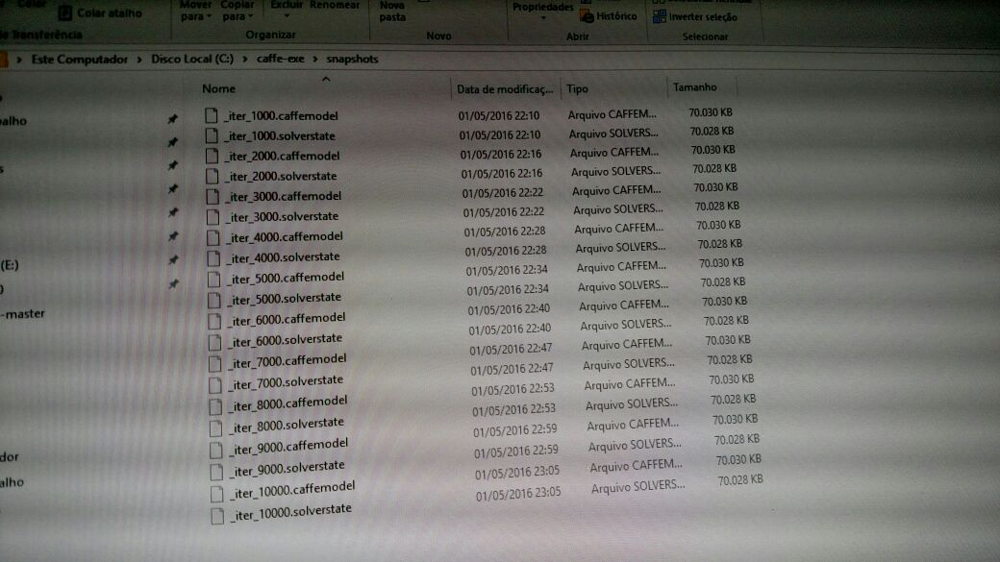 Colar Colar atalho
Mover para Copiar para Excluir Renomear
Nova pasta
Propriedades
Histórico
Inverter seleção
de Transferência Organizar Novo Abrir Selecionar
Este Computador > Disco Local (C:) > caffe-exe > snapshots
Nome Data de modificaç... Tipo Tamanho
_iter_1000.caffemodel 01/05/2016 22:10 Arquivo CAFFEM... 70.030 KB
_iter_1000.solverstate 01/05/2016 22:10 Arquivo SOLVERS... 70.028 KB
_iter_2000.caffemodel 01/05/2016 22:16 Arquivo CAFFEM... 70.030 KB
_iter_2000.solverstate 01/05/2016 22:16 Arquivo SOLVERS... 70.028 KB
_iter_3000.caffemodel 01/05/2016 22:22 Arquivo CAFFEM... 70.030 KB
_iter_3000.solverstate 01/05/2016 22:22 Arquivo SOLVERS... 70.028 KB
_iter_4000.caffemodel 01/05/2016 22:28 Arquivo CAFFEM... 70.030 KB
_iter_4000.solverstate 01/05/2016 22:28 Arquivo SOLVERS... 70.028 KB
_iter_5000.caffemodel 01/05/2016 22:34 Arquivo CAFFEM... 70.030 KB
_iter_5000.solverstate 01/05/2016 22:34 Arquivo SOLVERS... 70.028 KB
_iter_6000.caffemodel 01/05/2016 22:40 Arquivo CAFFEM... 70.030 KB
_iter_6000.solverstate 01/05/2016 22:40 Arquivo SOLVERS... 70.028 KB
_iter_7000.caffemodel 01/05/2016 22:47 Arquivo CAFFEM... 70.030 KB
_iter_7000.solverstate 01/05/2016 22:47 Arquivo SOLVERS... 70.028 KB
_iter_8000.caffemodel 01/05/2016 22:53 Arquivo CAFFEM... 70.030 KB
_iter_8000.solverstate 01/05/2016 22:53 Arquivo SOLVERS... 70.028 KB
_iter_9000.caffemodel 01/05/2016 22:59 Arquivo CAFFEM... 70.030 KB
_iter_9000.solverstate 01/05/2016 22:59 Arquivo SOLVERS... 70.028 KB
_iter_10000.caffemodel 01/05/2016 23:05 Arquivo CAFFEM... 70.030 KB
_iter_10000.solverstate 01/05/2016 23:05 Arquivo SOLVERS... 70.028 KB
balho
(E:)
-master
dor
alho